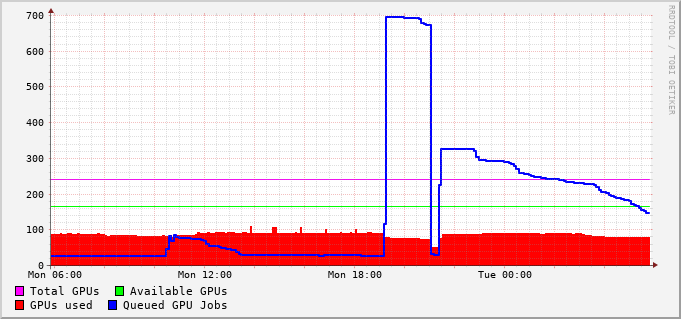 700
600
500
400
300
200
100
0
Mon 06:00 Mon 12:00 Mon 18:00 Tue 00:00
Total GPUs Available GPUs
GPUs used Queued GPU Jobs
RRDTOOL / TOBI OETIKER